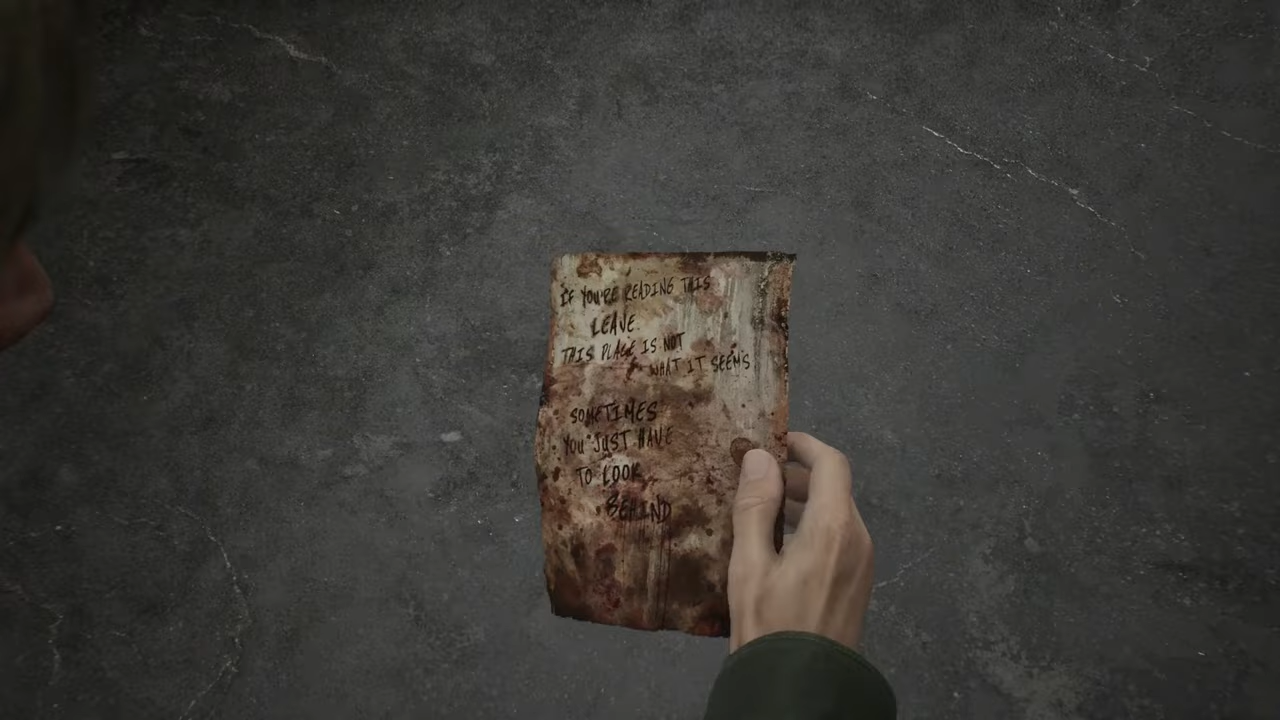 IF YOU'RE READING THIS
LEAVE.
THIS PLACE IS NOT
WHAT IT SEEMS
SOMETIMES
YOU JUST HAVE
TO LOOK
BEHIND